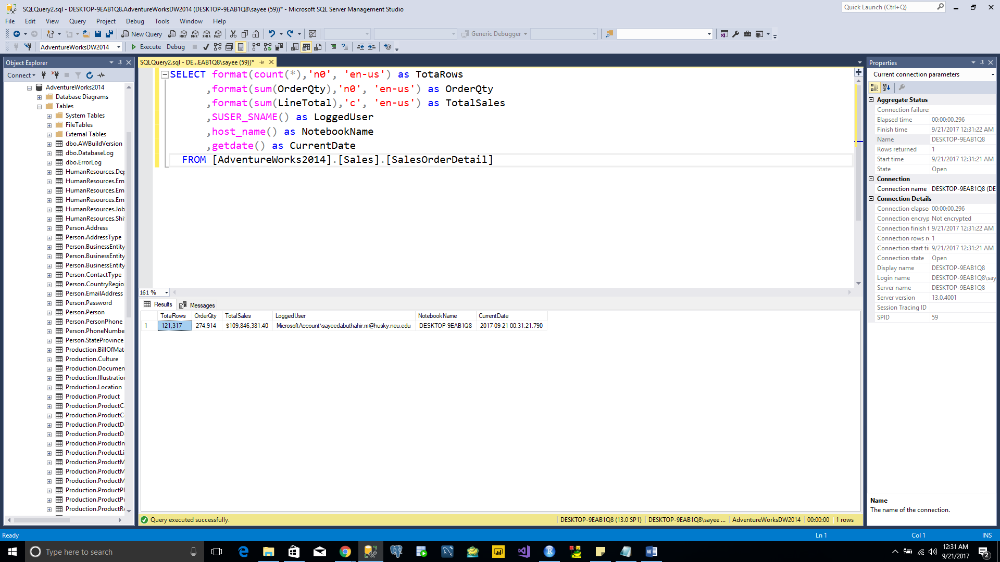 SQLQuery2.sql - DESKTOP-9EAB1Q8.AdventureWorksDW2014 (DESKTOP-9EAB1Q8\sayee (59))* - Microsoft SQL Server Management Studio
Quick Launch (Ctrl+Q)
File Edit View Query Project Debug Tools Window Help
New Query
Generic Debugger
AdventureWorksDW2014
Execute Debug
Object Explorer
Connect
AdventureWorks2014
Database Diagrams
Tables
System Tables
FileTables
External Tables
dbo.AWBuildVersion
dbo.DatabaseLog
dbo.ErrorLog
HumanResources.Dep
HumanResources.Em
HumanResources.Em
HumanResources.Em
HumanResources.Job
HumanResources.Shi
Person.Address
Person.AddressType
Person.BusinessEntity
Person.BusinessEntity
Person.BusinessEntity
Person.ContactType
Person.CountryRegio
Person.EmailAddress
Person.Password
Person.Person
Person.PersonPhone
Person.PhoneNumbe
Person.StateProvince
Production.BillOfMat
Production.Culture
Production.Documen
Production.Illustration
Production.Location
Production.Product
Production.ProductC
Production.ProductC
Production.ProductD
Production.ProductD
Production.ProductIn
Production.ProductLi
Production.ProductM
Production.ProductM
Production.ProductM
Production.ProductPl
Production.ProductPr
Production.ProductRe
SQLQuery2.sql - DE...EAB1Q8\sayee (59))*
SELECT format(count(*),'n0', 'en-us') as TotaRows
,format(sum(OrderQty),'n0', 'en-us') as OrderQty
,format(sum(LineTotal),'c', 'en-us') as TotalSales
,SUSER_SNAME() as LoggedUser
,host_name() as NotebookName
,getdate() as CurrentDate
FROM [AdventureWorks2014].[Sales].[SalesOrderDetail]
161 %
Results Messages
TotaRows OrderQty TotalSales LoggedUser NotebookName CurrentDate
1 121,317 274,914 $109,846,381.40 MicrosoftAccount\sayeedabuthahir.m@husky.neu.edu DESKTOP-9EAB1Q8 2017-09-21 00:31:21.790
Query executed successfully.
DESKTOP-9EAB1Q8 (13.0 SP1) DESKTOP-9EAB1Q8\sayee ... AdventureWorksDW2014 00:00:00 1 rows
Properties
Current connection parameters
Aggregate Status
Connection failures
Elapsed time 00:00:00.296
Finish time 9/21/2017 12:31:22 AM
Name DESKTOP-9EAB1Q8
Rows returned 1
Start time 9/21/2017 12:31:21 AM
State Open
Connection
Connection name DESKTOP-9EAB1Q8 (DE
Connection Details
Connection elapse 00:00:00.296
Connection encryp Not encrypted
Connection finish t 9/21/2017 12:31:22 AM
Connection rows re 1
Connection start ti 9/21/2017 12:31:21 AM
Connection state Open
Display name DESKTOP-9EAB1Q8
Login name DESKTOP-9EAB1Q8\say
Server name DESKTOP-9EAB1Q8
Server version 13.0.4001
Session Tracing ID
SPID 59
Name
The name of the connection.
Ready
Ln 1 Col 1 INS
Type here to search
12:31 AM
9/21/2017
2